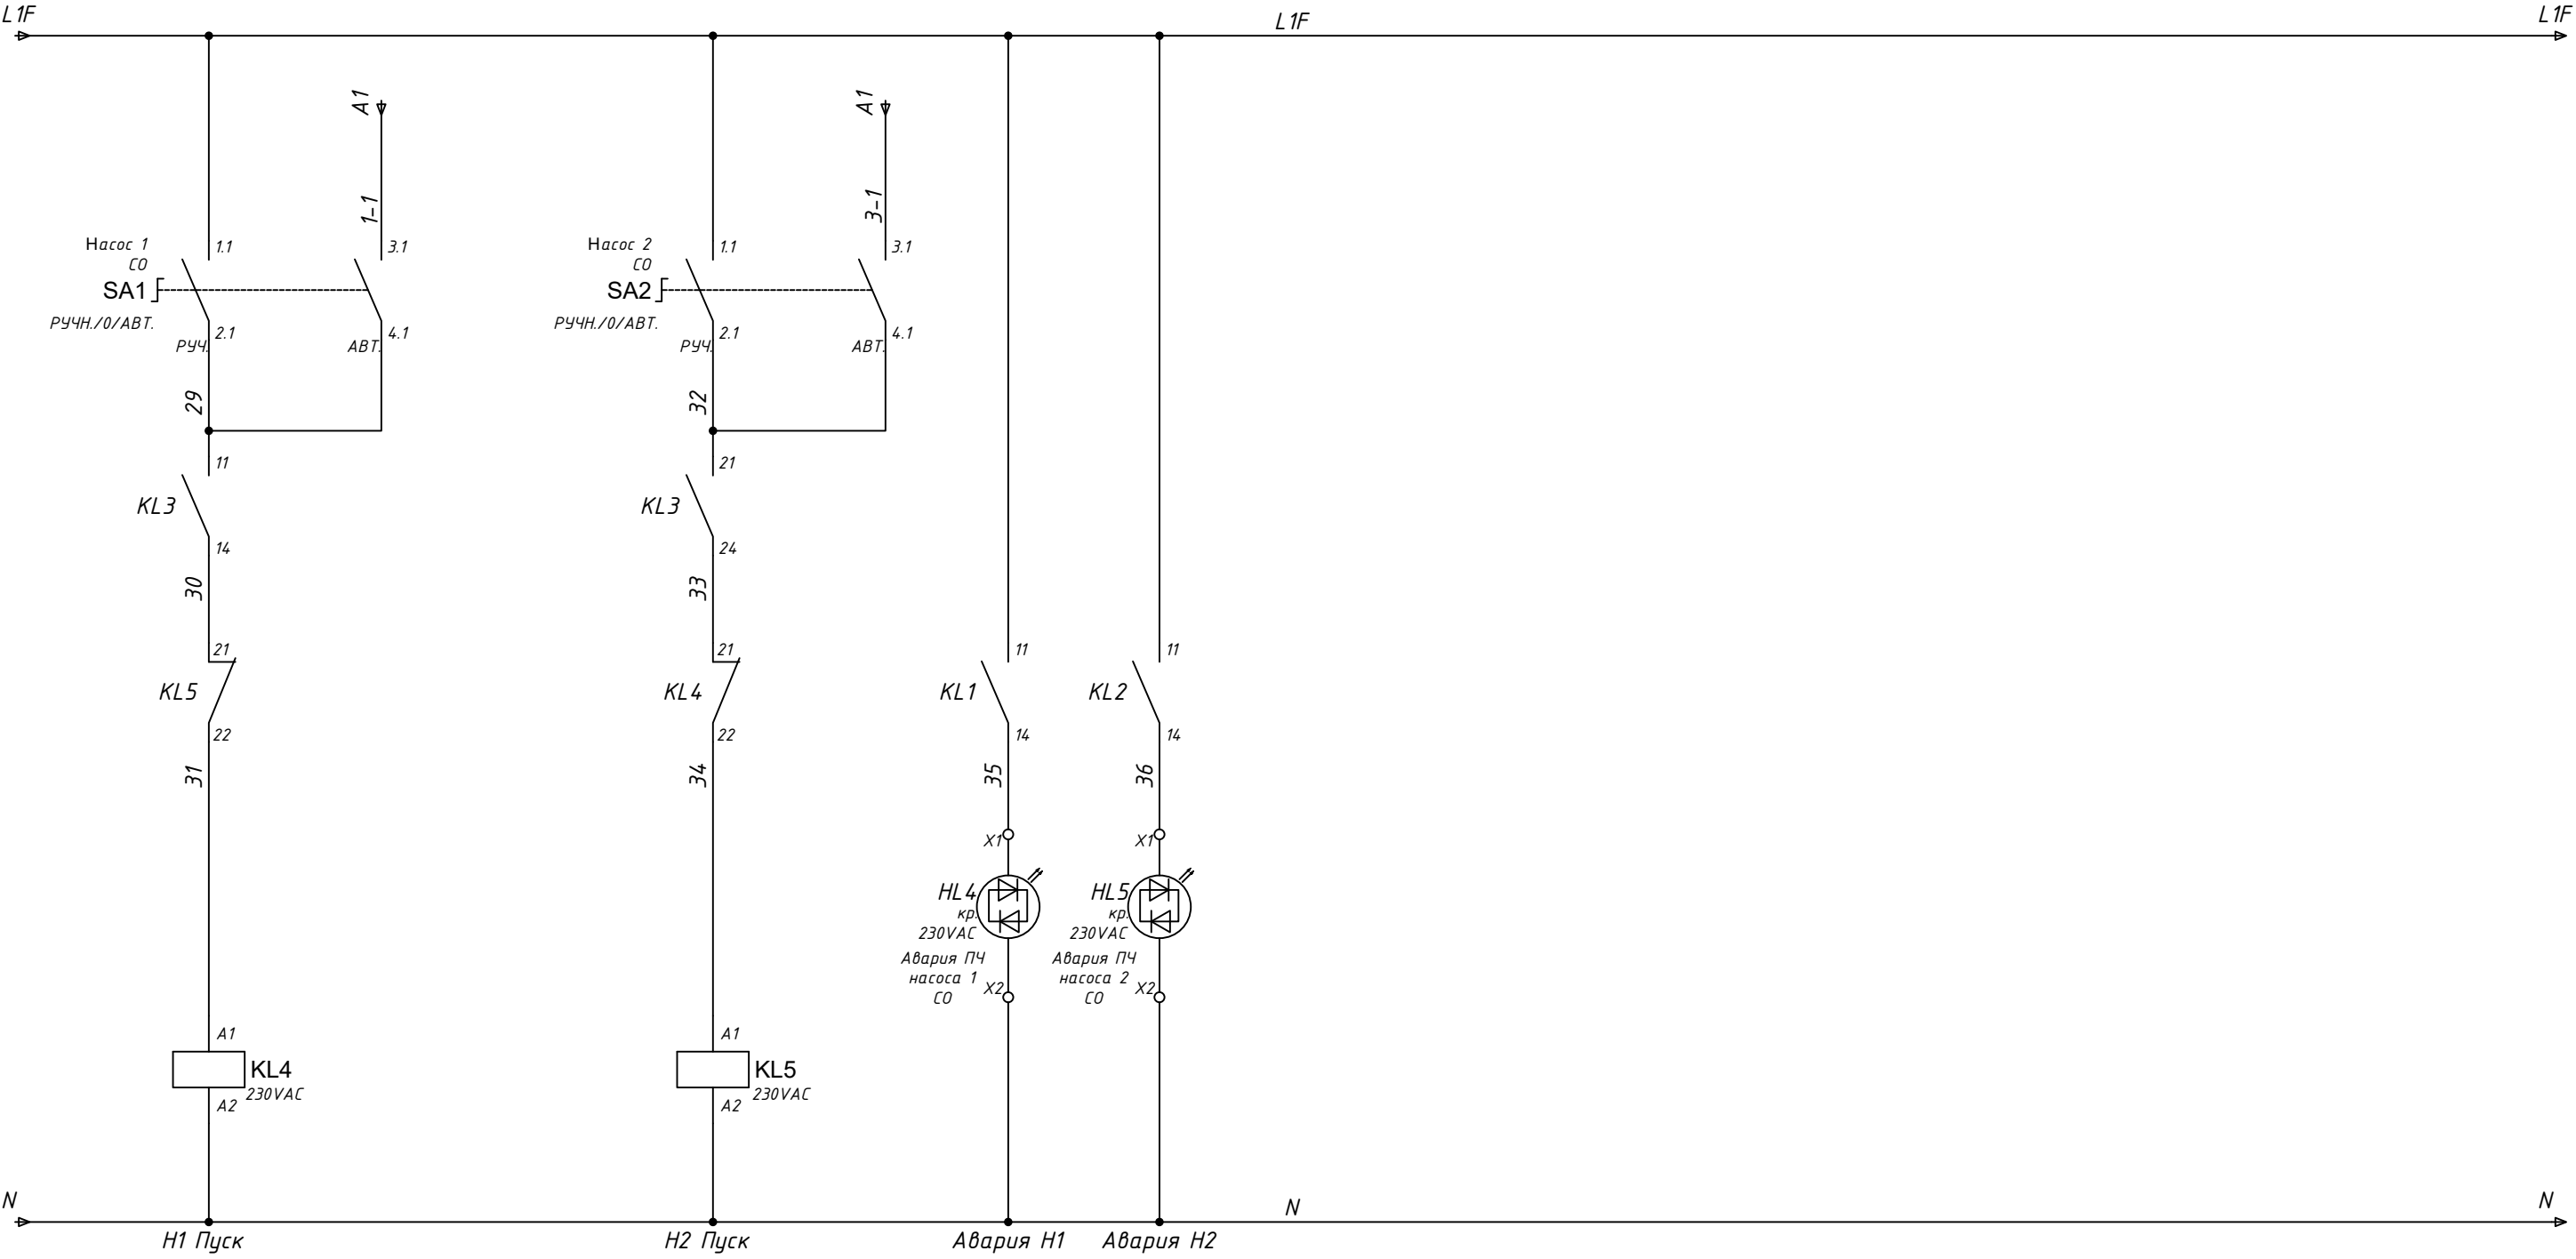 L1F
L1F
L1F
A1
1-1
Насос 1
СО
SA1
РУЧН./0/АВТ.
1.1
2.1
РУЧ.
3.1
4.1
АВТ.
29
11
KL3
14
30
21
KL5
22
31
A1
KL4
230VAC
A2
A1
3-1
Насос 2
СО
SA2
РУЧН./0/АВТ.
1.1
2.1
РУЧ.
3.1
4.1
АВТ.
32
21
KL3
24
33
21
KL4
22
34
A1
KL5
230VAC
A2
11
KL1
14
35
X1
HL4
кр.
230VAC
Авария ПЧ
насоса 1
СО
X2
11
KL2
14
36
X1
HL5
кр.
230VAC
Авария ПЧ
насоса 2
СО
X2
N
N
N
Н1 Пуск
Н2 Пуск
Авария Н1
Авария Н2